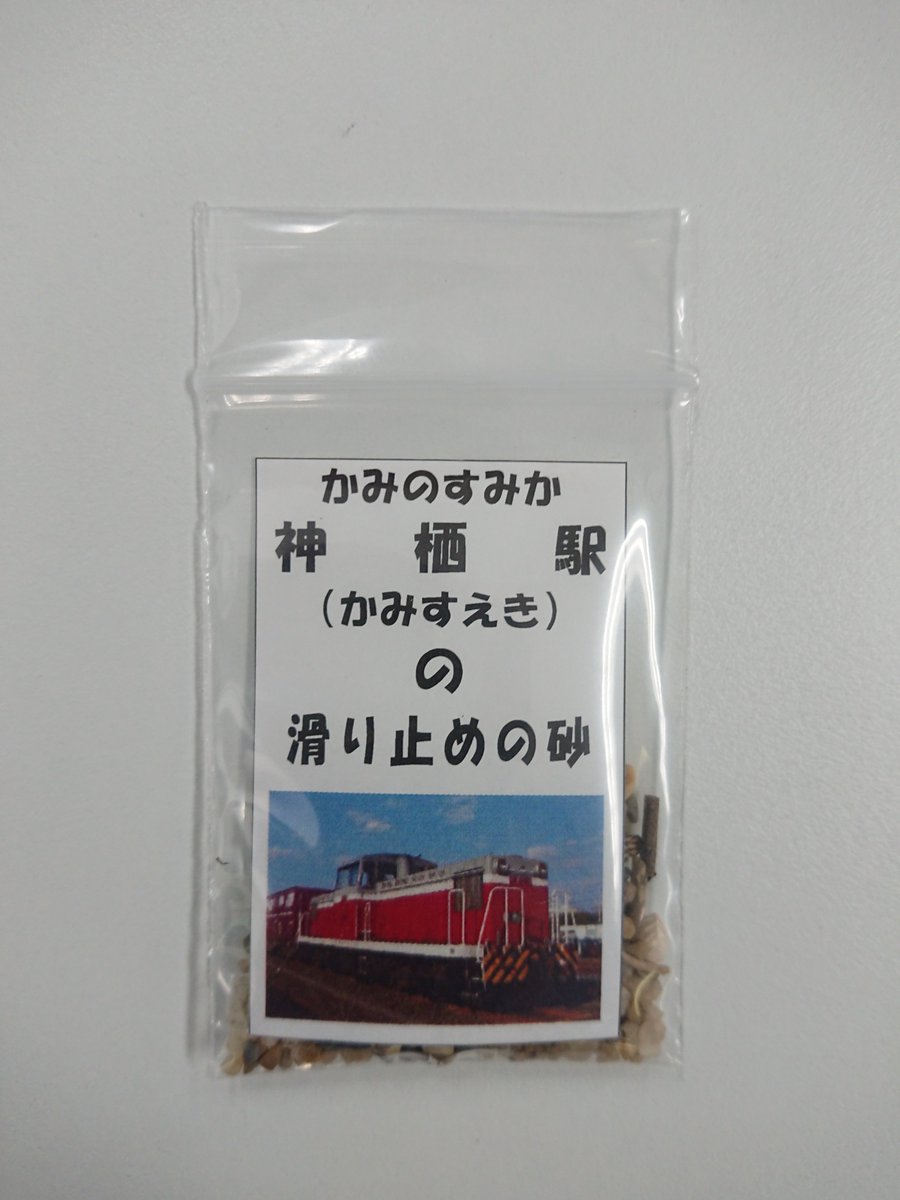 かみのすみか
神 栖 駅
(かみすえき)
の
滑り止めの砂